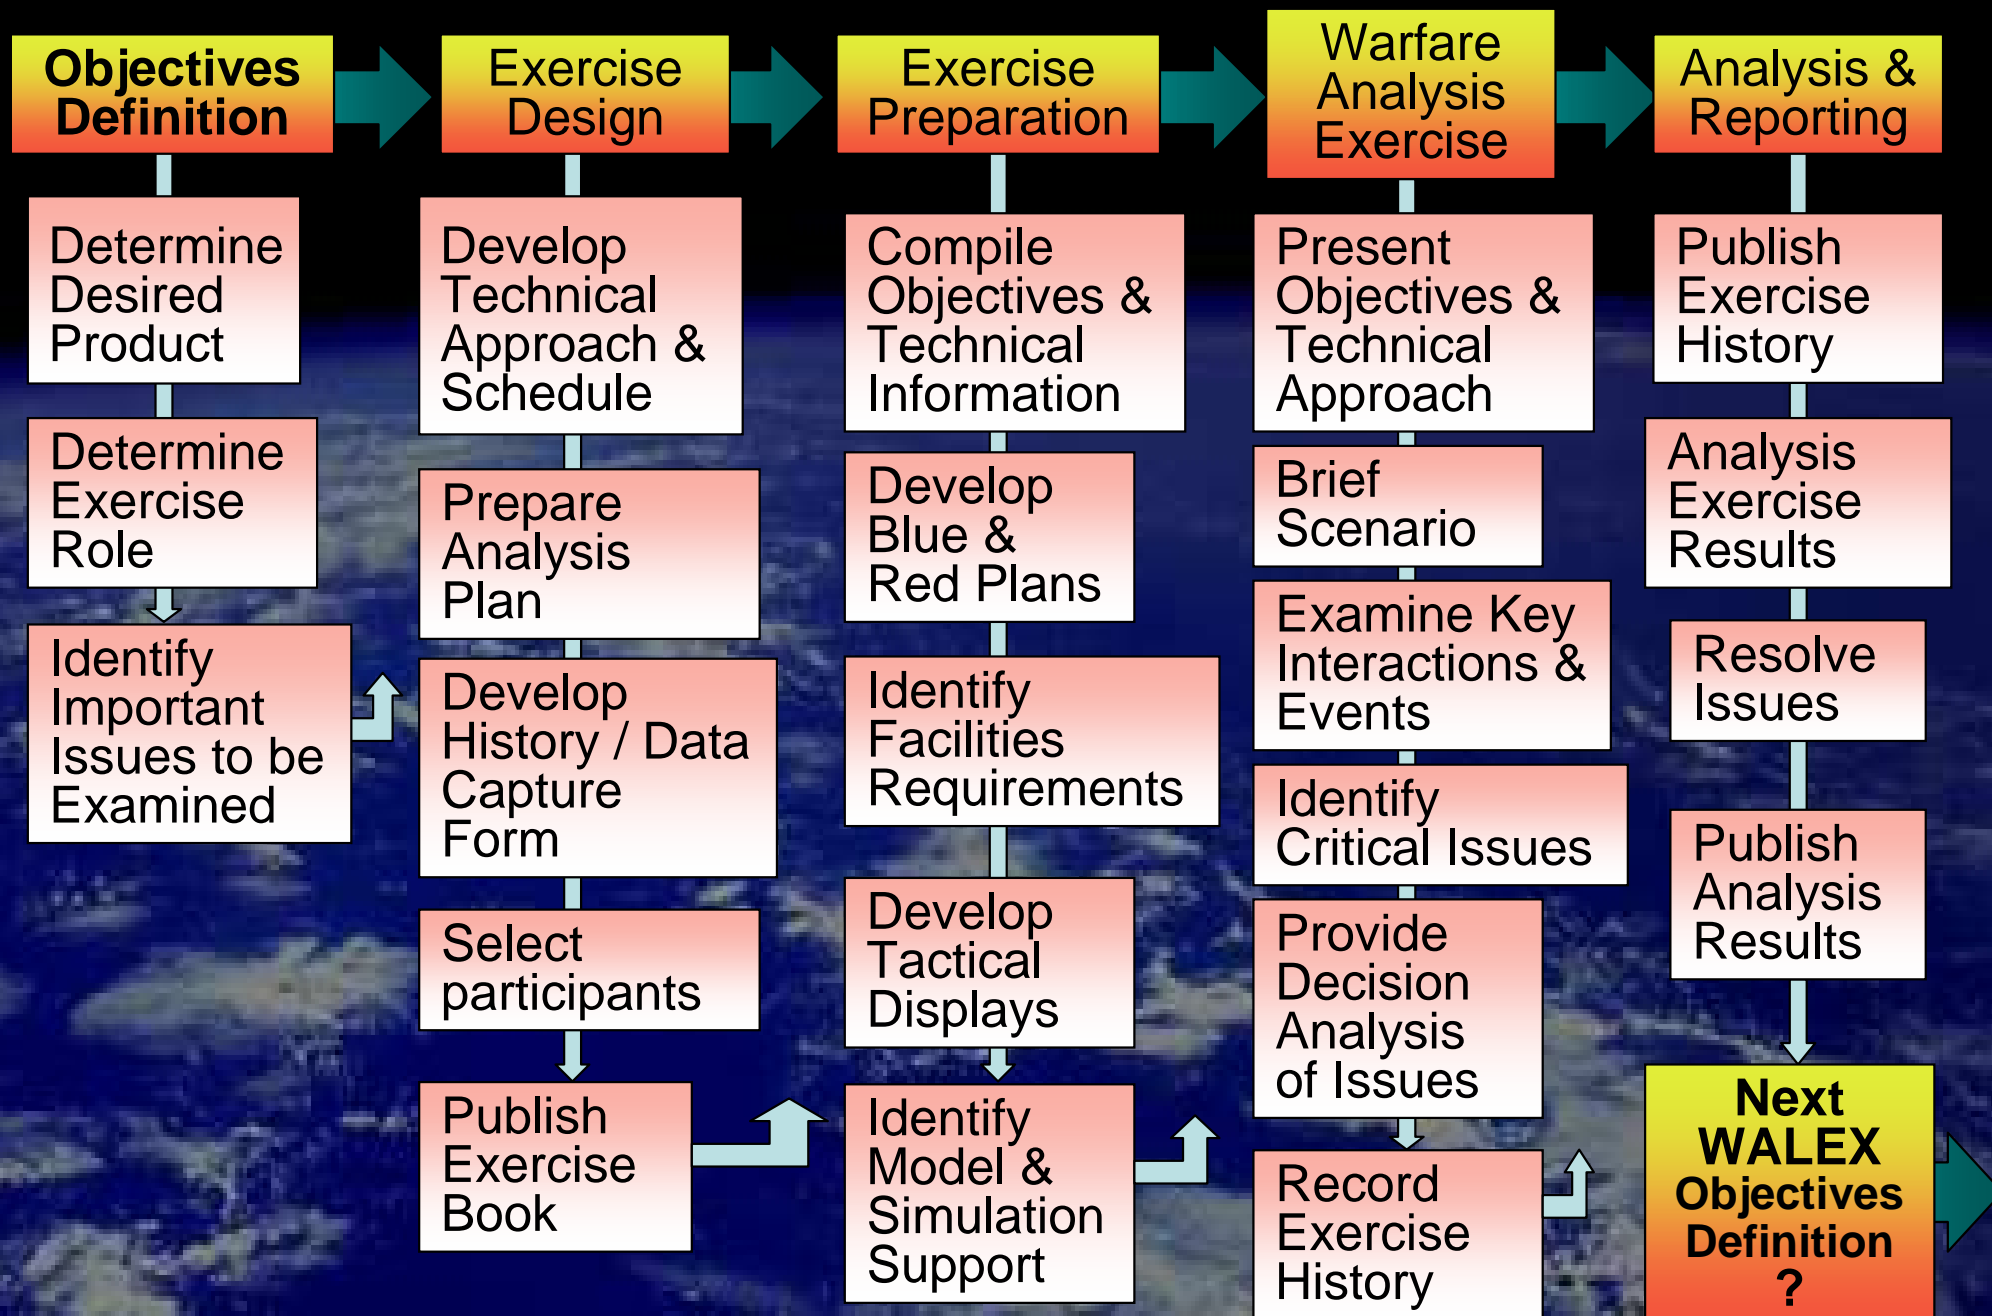 Objectives
Definition
Determine
Desired
Product
Determine
Exercise
Role
Identify
Important
Issues to be
Examined
Exercise
Design
Develop
Technical
Approach &
Schedule
Prepare
Analysis
Plan
Develop
History / Data
Capture
Form
Select
participants
Publish
Exercise
Book
Exercise
Preparation
Compile
Objectives &
Technical
Information
Develop
Blue &
Red Plans
Identify
Facilities
Requirements
Develop
Tactical
Displays
Identify
Model &
Simulation
Support
Warfare
Analysis
Exercise
Present
Objectives &
Technical
Approach
Brief
Scenario
Examine Key
Interactions &
Events
Identify
Critical Issues
Provide
Decision
Analysis
of Issues
Record
Exercise
History
Analysis &
Reporting
Publish
Exercise
History
Analysis
Exercise
Results
Resolve
Issues
Publish
Analysis
Results
Next
WALEX
Objectives
Definition
?